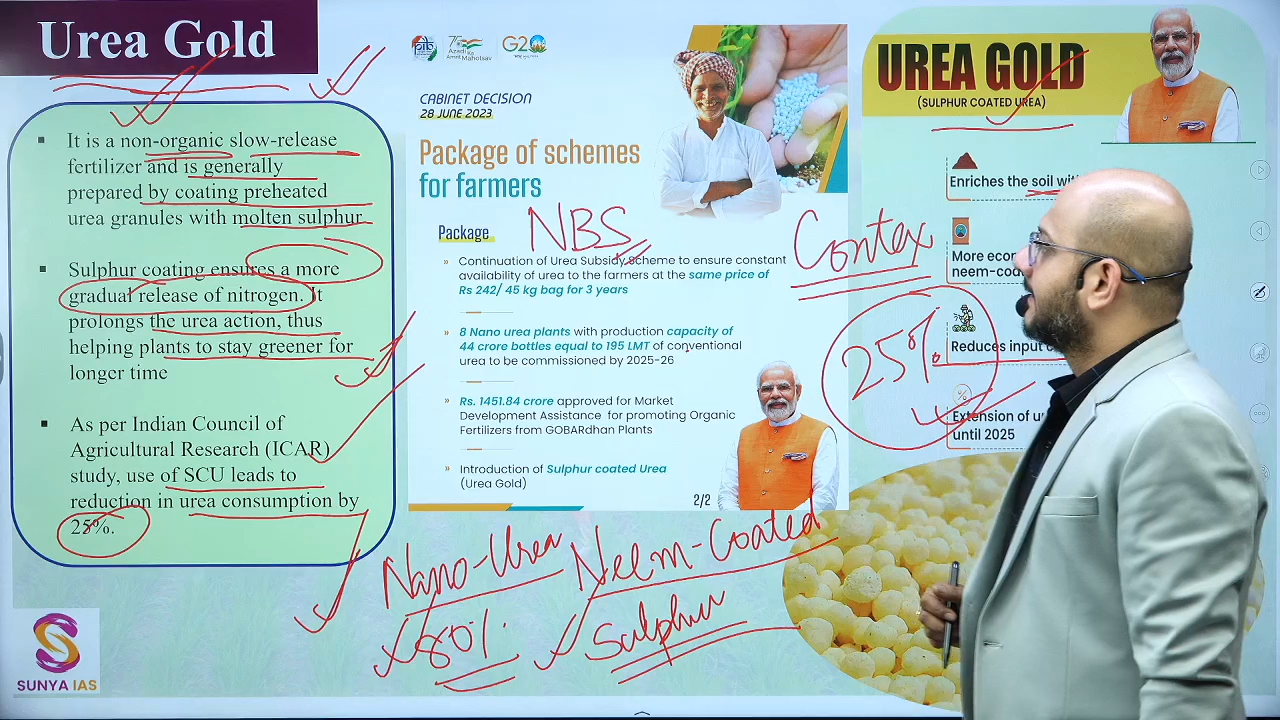 Urea Gold
It is a non-organic slow-release
fertilizer and is generally
prepared by coating preheated
urea granules with molten sulphur
Sulphur coating ensures a more
gradual release of nitrogen. It
prolongs the urea action, thus
helping plants to stay greener for
longer time
As per Indian Council of
Agricultural Research (ICAR)
study, use of SCU leads to
reduction in urea consumption by
25%.
SUNYA IAS
pib
75 Azadi Ka Amrit Mahotsav
G20
CABINET DECISION
28 JUNE 2023
Package of schemes
for farmers
Package
NBS
» Continuation of Urea Subsidy Scheme to ensure constant
availability of urea to the farmers at the same price of
Rs 242/ 45 kg bag for 3 years
» 8 Nano urea plants with production capacity of
44 crore bottles equal to 195 LMT of conventional
urea to be commissioned by 2025-26
» Rs. 1451.84 crore approved for Market
Development Assistance for promoting Organic
Fertilizers from GOBARdhan Plants
» Introduction of Sulphur coated Urea
(Urea Gold)
2/2
Nano-Urea
80%
Neem-Coated
Sulphur
Contex
25%
UREA GOLD
(SULPHUR COATED UREA)
Enriches the soil
More
neem-
Reduces input
Extension of
until 2025